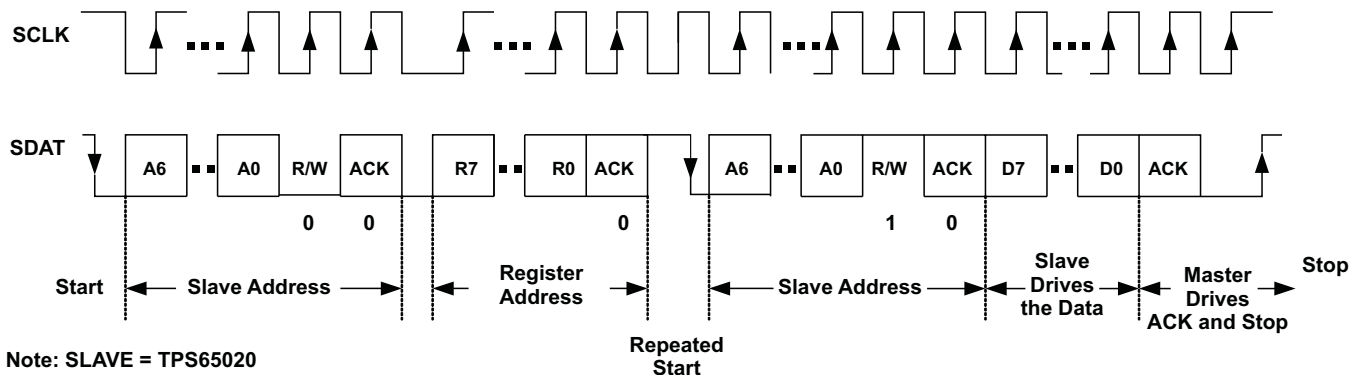 SCLK
SDAT
A6 A0 R/W ACK R7 R0 ACK A6 A0 R/W ACK D7 D0 ACK
0 0 0 1 0
Start
Slave Address
Register
Address
Repeated
Start
Slave Address
Slave
Drives
the Data
Master
Drives
ACK and Stop
Stop
Note: SLAVE = TPS65020